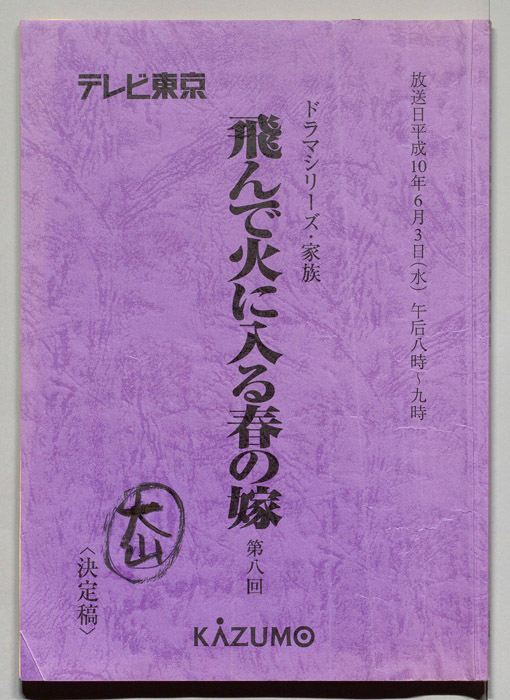 放送日平成10年6月3日(水) 午后八時〜九時
ドラマシリーズ・家族
飛んで火に入る春の嫁 第八回
テレビ東京
大山
〈決定稿〉
KAZUMO